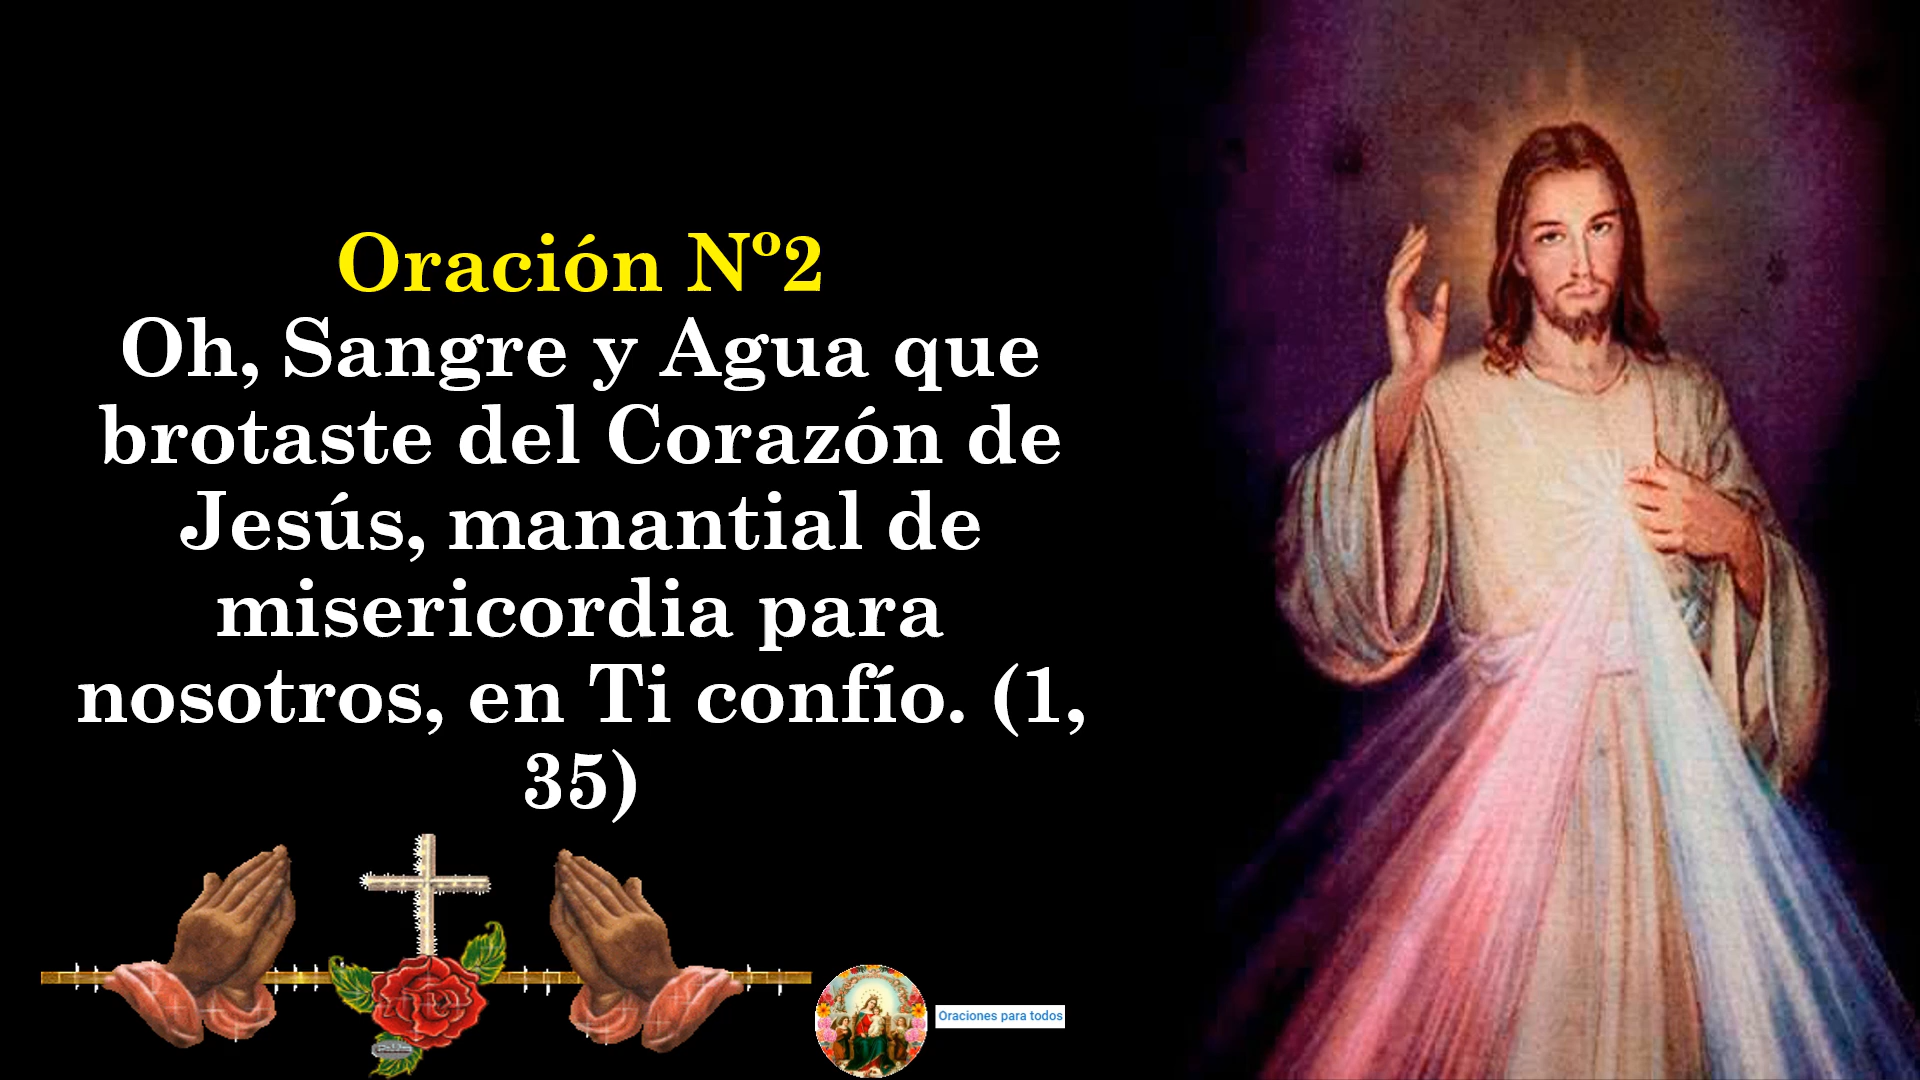 Oración Nº2
Oh, Sangre y Agua que
brotaste del Corazón de
Jesús, manantial de
misericordia para
nosotros, en Ti confío. (1,
35)
Oraciones para todos